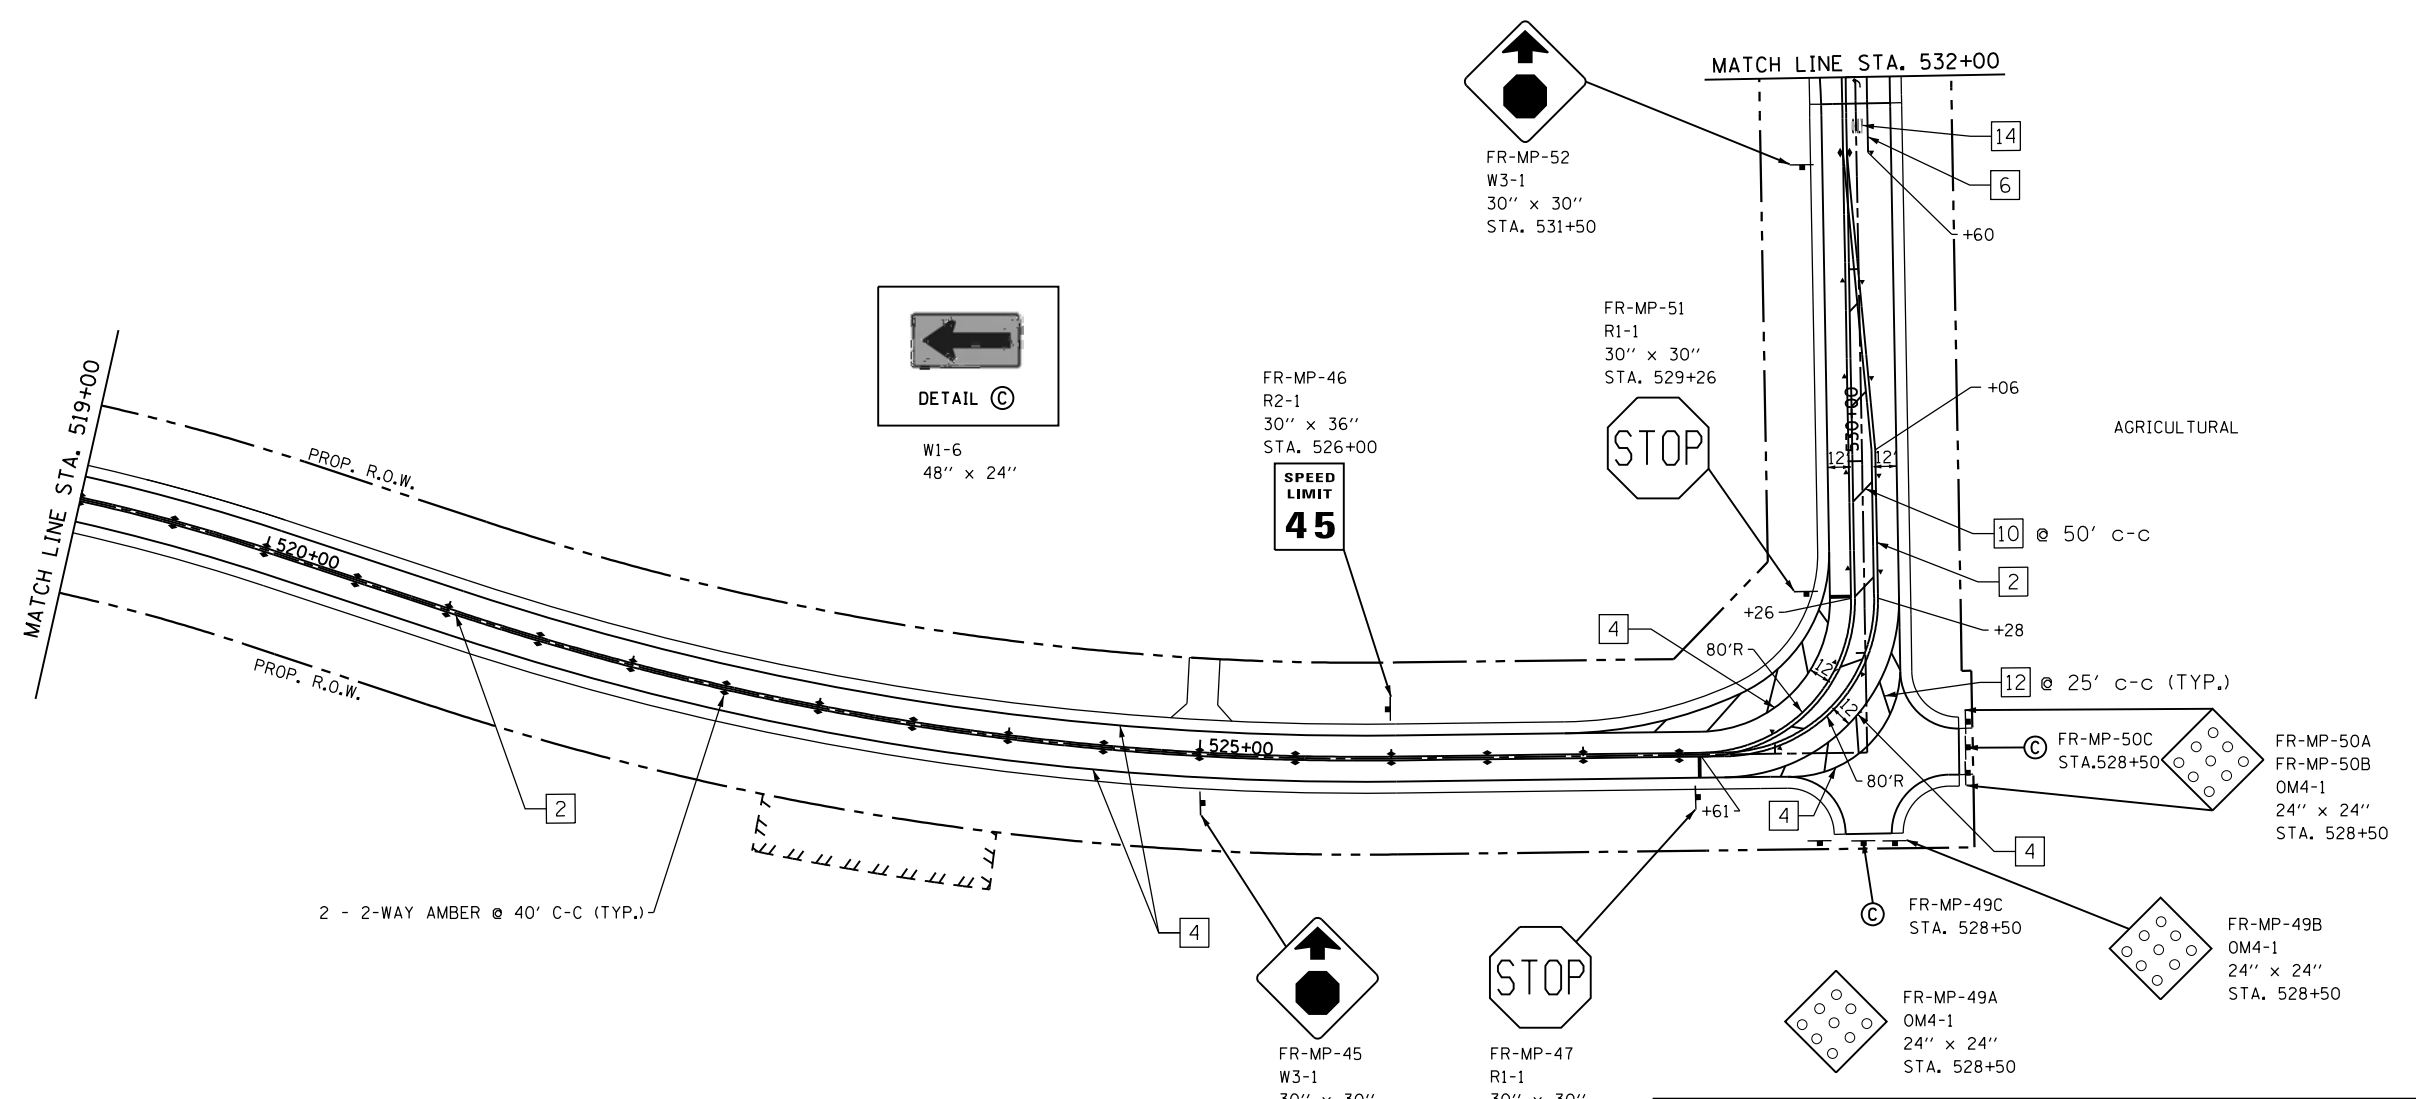 MATCH LINE STA. 532+00
14
6
+60
FR-MP-52
W3-1
30'' x 30''
STA. 531+50
FR-MP-51
R1-1
30'' x 30''
STA. 529+26
STOP
DETAIL C
W1-6
48'' x 24''
FR-MP-46
R2-1
30'' x 36''
STA. 526+00
SPEED
LIMIT
45
MATCH LINE STA. 519+00
PROP. R.O.W.
PROP. R.O.W.
520+00
525+00
530+00
+06
AGRICULTURAL
12'
12'
10 @ 50' c-c
2
+26
+28
4
80'R
12'
12'
12 @ 25' c-c (TYP.)
C
FR-MP-50C
STA.528+50
FR-MP-50A
FR-MP-50B
OM4-1
24'' x 24''
STA. 528+50
80'R
+61
4
4
2
2 - 2-WAY AMBER @ 40' C-C (TYP.)
4
C
FR-MP-49C
STA. 528+50
FR-MP-49B
OM4-1
24'' x 24''
STA. 528+50
FR-MP-49A
OM4-1
24'' x 24''
STA. 528+50
STOP
FR-MP-45
W3-1
30'' x 30''
FR-MP-47
R1-1
30'' x 30''